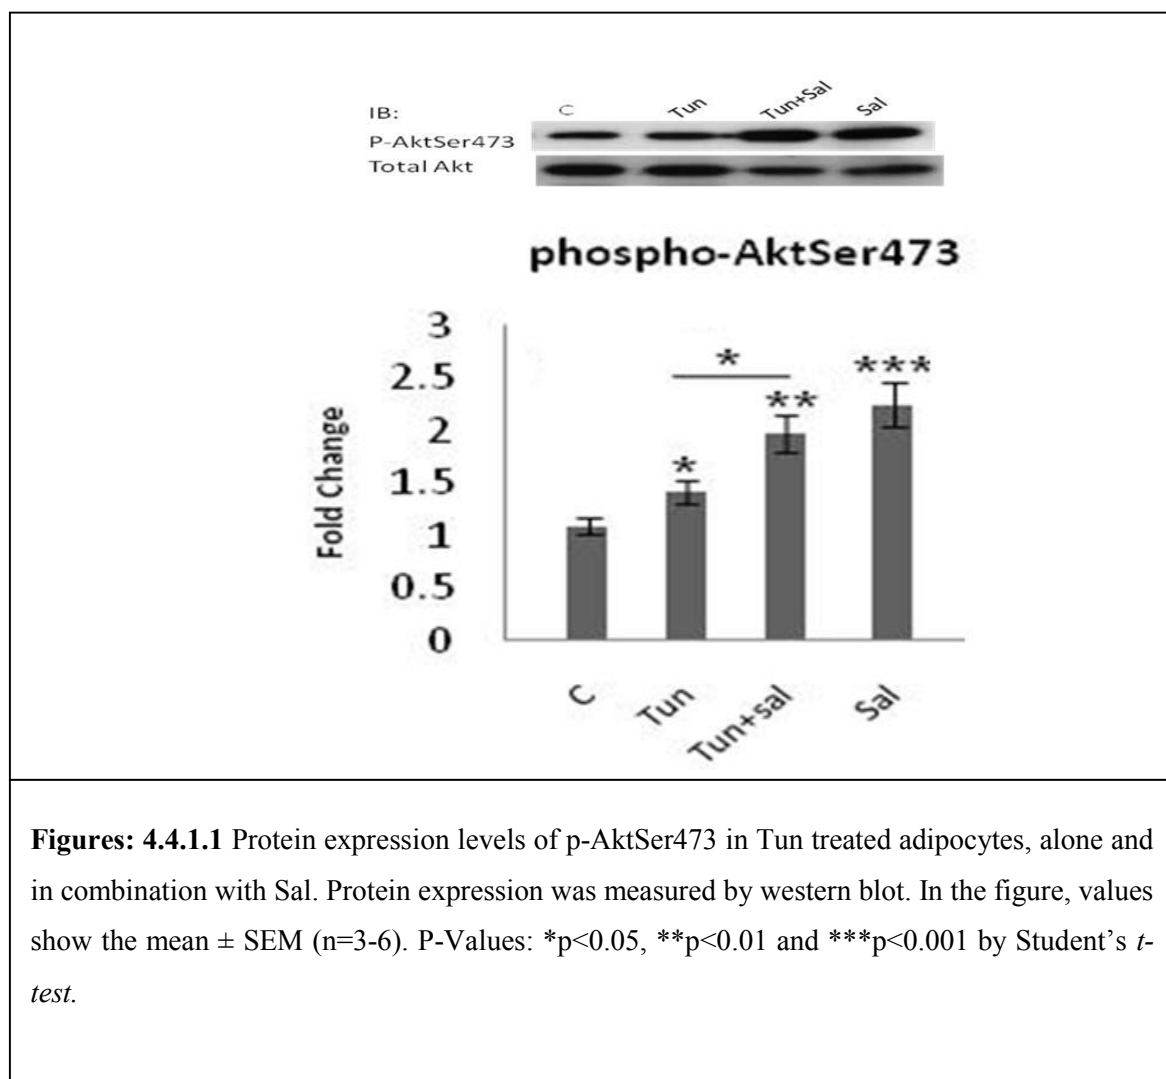 IB:
C Tun Tun+Sal Sal
P-AktSer473
Total Akt
phospho-AktSer473
3
2.5
2
1.5
1
0.5
0
Fold Change
*
*
**
***
C Tun Tun+sal Sal
Figures: 4.4.1.1 Protein expression levels of p-AktSer473 in Tun treated adipocytes, alone and
in combination with Sal. Protein expression was measured by western blot. In the figure, values
show the mean ± SEM (n=3-6). P-Values: *p<0.05, **p<0.01 and ***p<0.001 by Student’s t-
test.